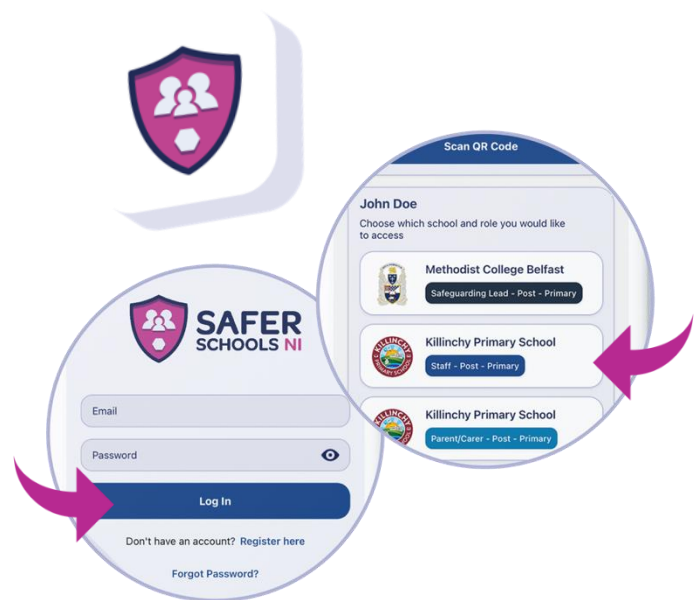 Scan QR Code
John Doe
Choose which school and role you would like
to access
Methodist College Belfast
Safeguarding Lead - Post - Primary
Killinchy Primary School
Staff - Post - Primary
Killinchy Primary School
Parent/Carer - Post - Primary
SAFER
SCHOOLS NI
Email
Password
Log In
Don't have an account? Register here
Forgot Password?